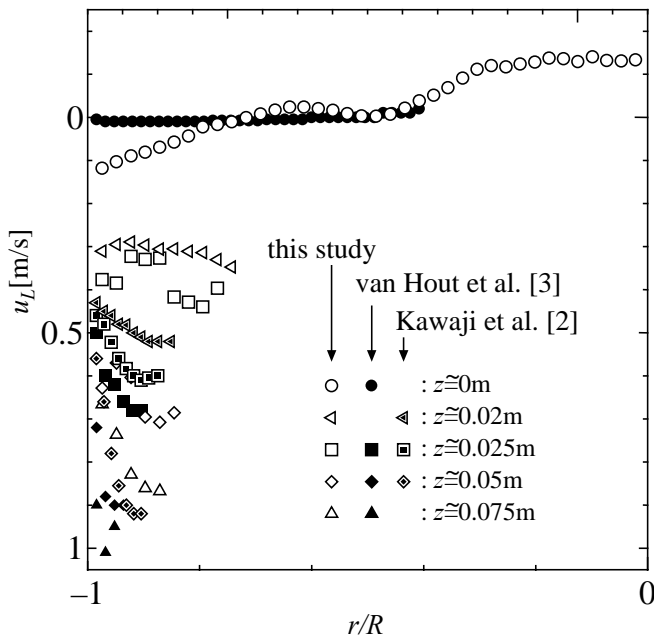 0
0.5
1
u_L[m/s]
this study
van Hout et al. [3]
Kawaji et al. [2]
: z≅0m
: z≅0.02m
: z≅0.025m
: z≅0.05m
: z≅0.075m
−1
0
r/R